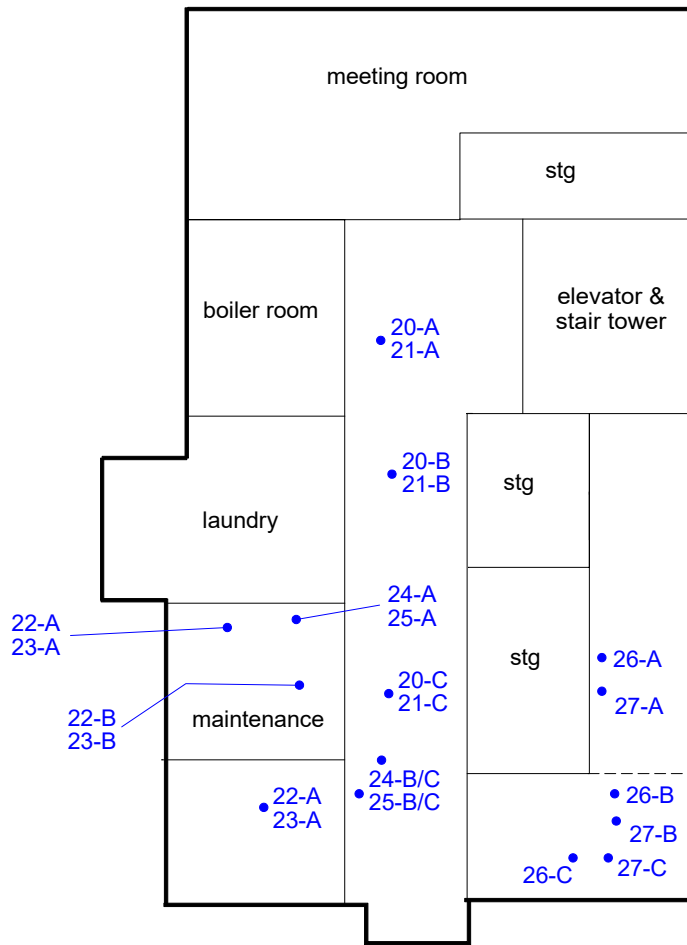 meeting room
stg
boiler room
elevator &
stair tower
20-A
21-A
20-B
21-B
stg
laundry
24-A
25-A
22-A
23-A
stg
26-A
20-C
21-C
27-A
22-B
23-B
maintenance
24-B/C
25-B/C
22-A
23-A
26-B
27-B
26-C
27-C